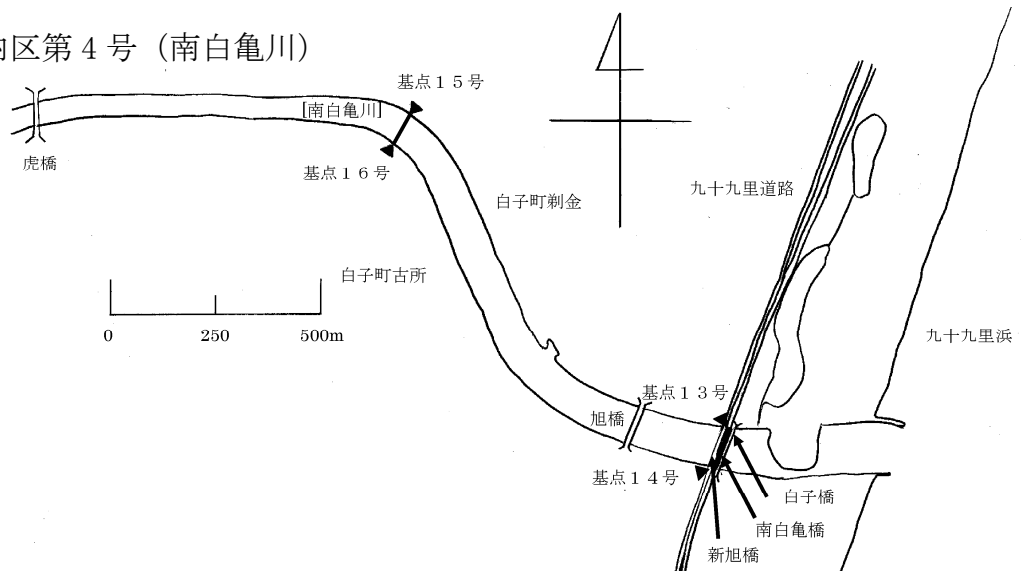 区第４号（南白亀川）
基点１５号
[南白亀川]
虎橋
基点１６号
九十九里道路
白子町剃金
白子町古所
0 250 500m
九十九里浜
基点１３号
旭橋
基点１４号
白子橋
南白亀橋
新旭橋